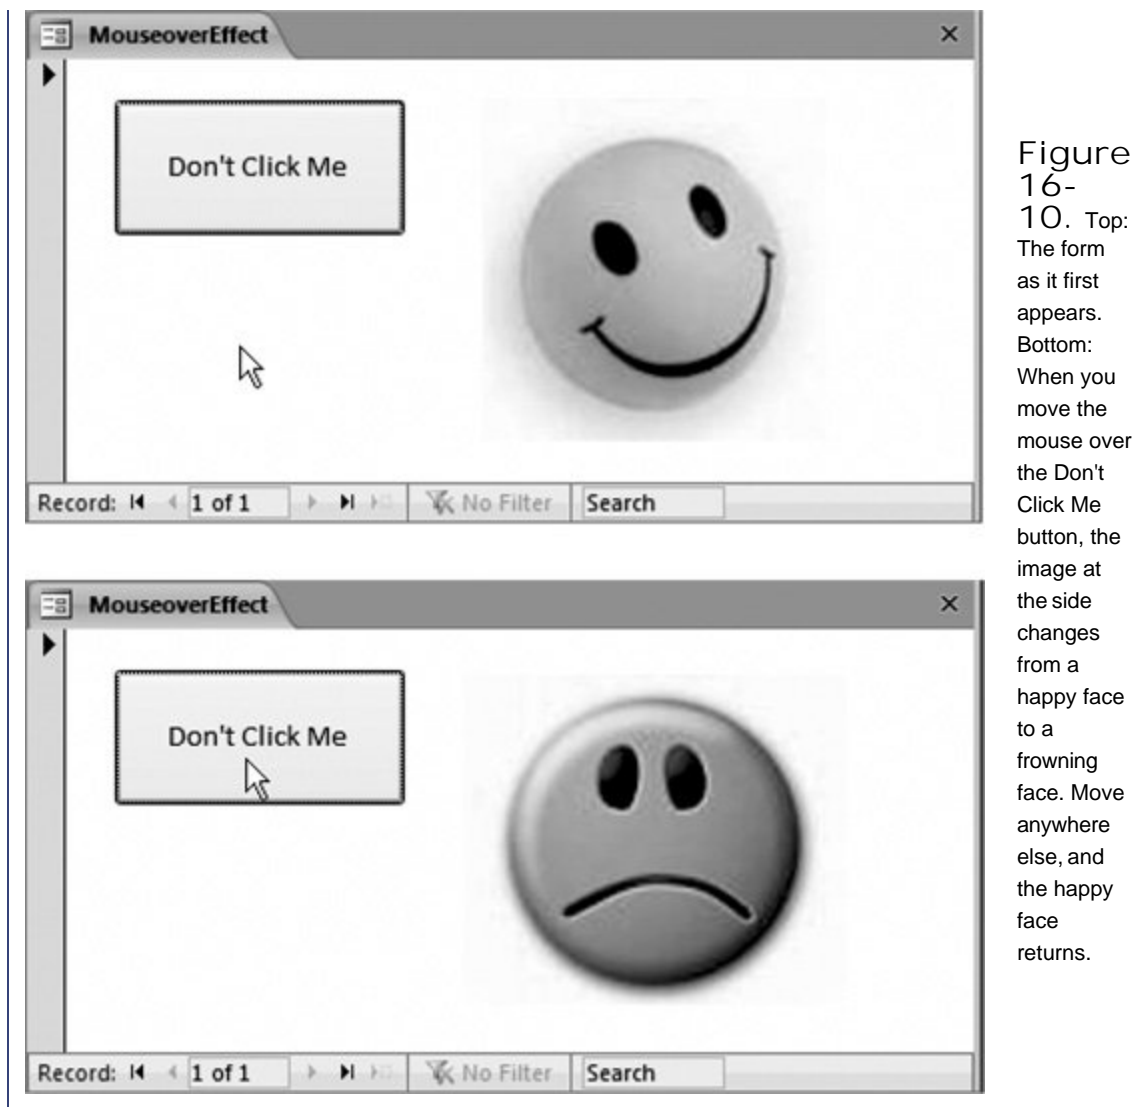 MouseoverEffect
Don't Click Me
Record: 1 of 1 No Filter Search
MouseoverEffect
Don't Click Me
Record: 1 of 1 No Filter Search
Figure
16-
10. Top:
The form
as it first
appears.
Bottom:
When you
move the
mouse over
the Don't
Click Me
button, the
image at
the side
changes
from a
happy face
to a
frowning
face. Move
anywhere
else, and
the happy
face
returns.